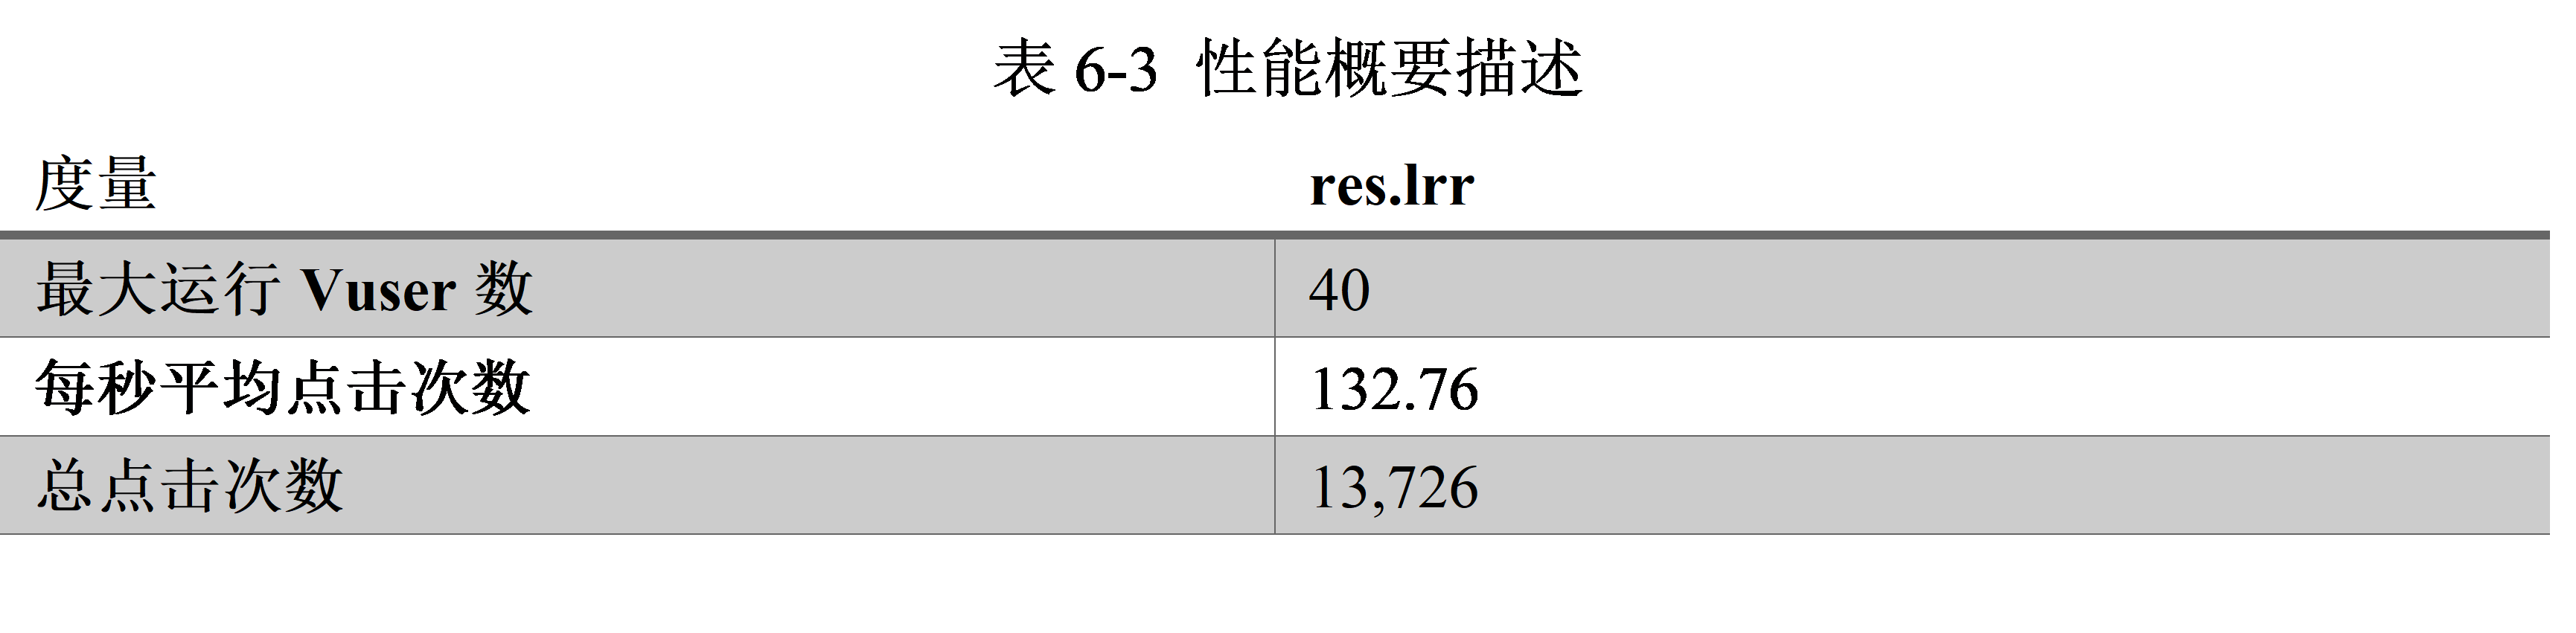 表 6-3 性能概要描述
度量 res.lrr
最大运行 Vuser 数 40
每秒平均点击次数 132.76
总点击次数 13,726